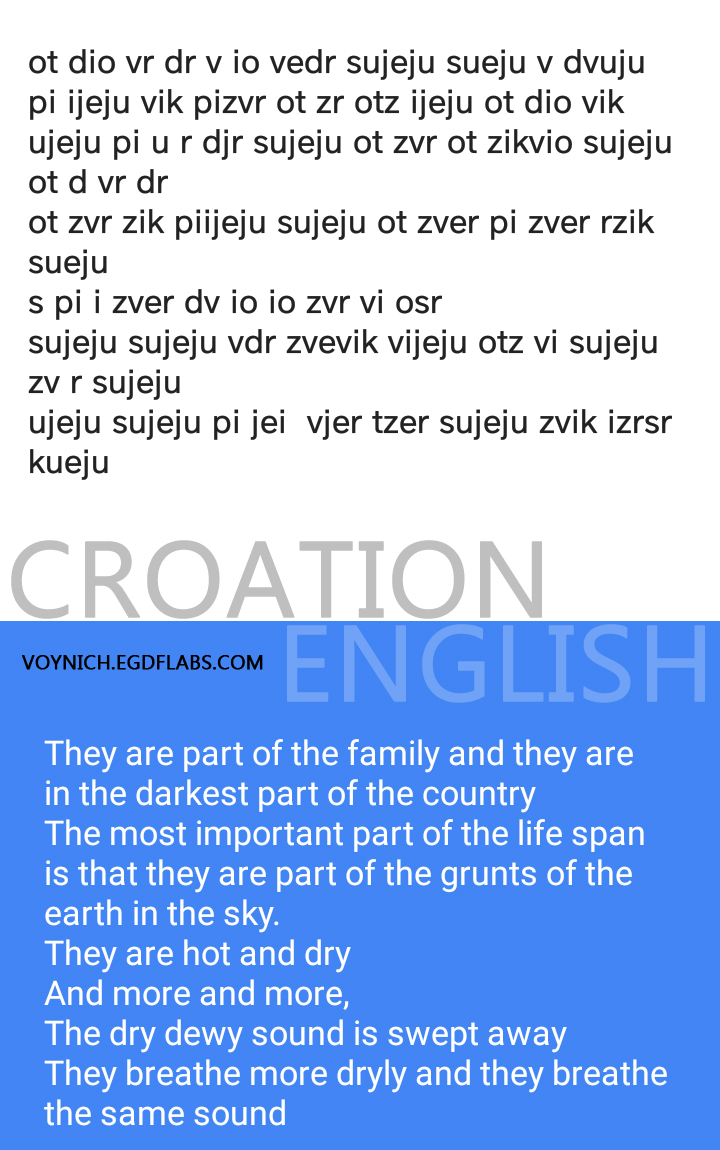 ot dio vr dr v io vedr sujeju sueju v dvuju
pi ijeju vik pizvr ot zr otz ijeju ot dio vik
ujeju pi u r djr sujeju ot zvr ot zikvio sujeju
ot d vr dr
ot zvr zik piijeju sujeju ot zver pi zver rzik
sueju
s pi i zver dv io io zvr vi osr
sujeju sujeju vdr zvevik vijeju otz vi sujeju
zv r sujeju
ujeju sujeju pi jei  vjer tzer sujeju zvik izrsr
kueju
CROATION
ENGLISH
VOYNICH.EGDFLABS.COM
They are part of the family and they are
in the darkest part of the country
The most important part of the life span
is that they are part of the grunts of the
earth in the sky.
They are hot and dry
And more and more,
The dry dewy sound is swept away
They breathe more dryly and they breathe
the same sound